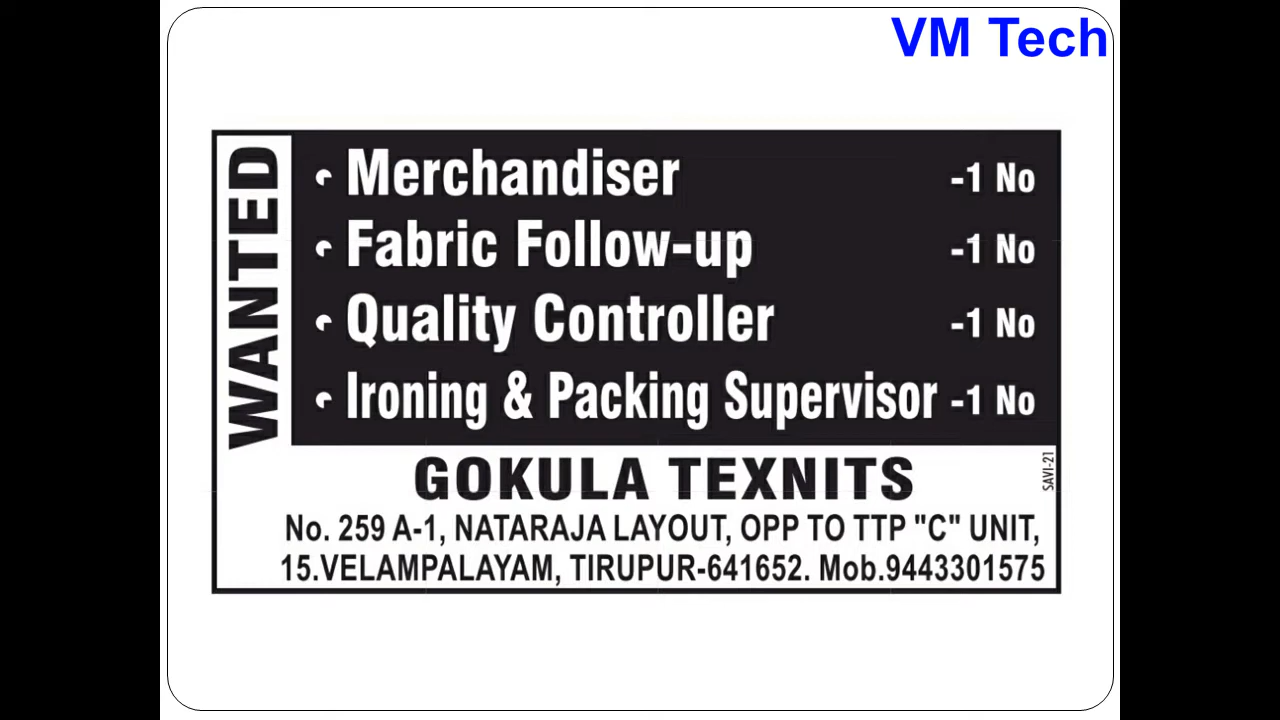 VM Tech
WANTED
• Merchandiser -1 No
• Fabric Follow-up -1 No
• Quality Controller -1 No
• Ironing & Packing Supervisor -1 No
GOKULA TEXNITS
SAVI-21
No. 259 A-1, NATARAJA LAYOUT, OPP TO TTP "C" UNIT,
15.VELAMPALAYAM, TIRUPUR-641652. Mob.9443301575